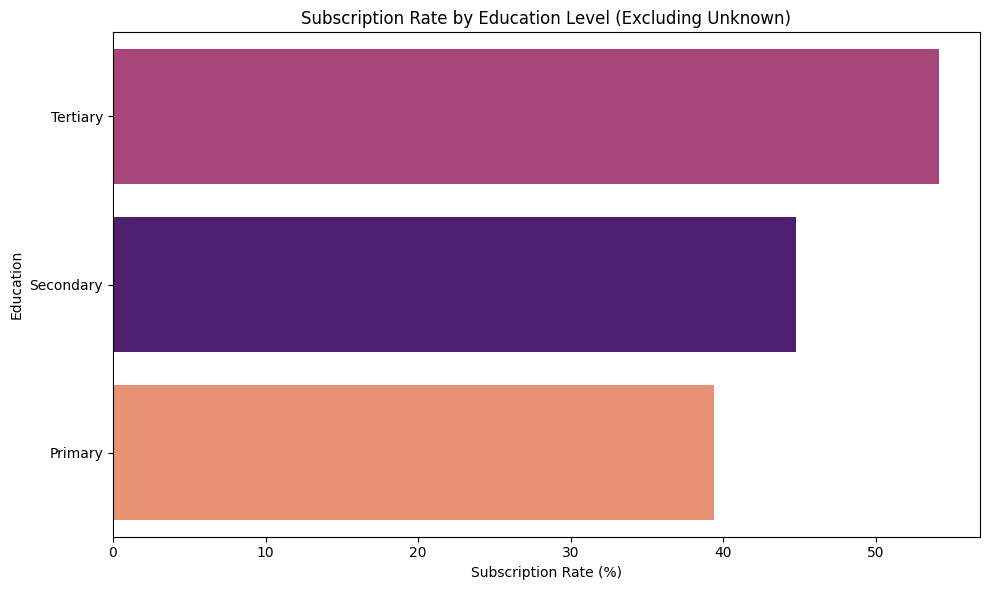 Subscription Rate by Education Level (Excluding Unknown)
Education
Tertiary
Secondary
Primary
0 10 20 30 40 50
Subscription Rate (%)